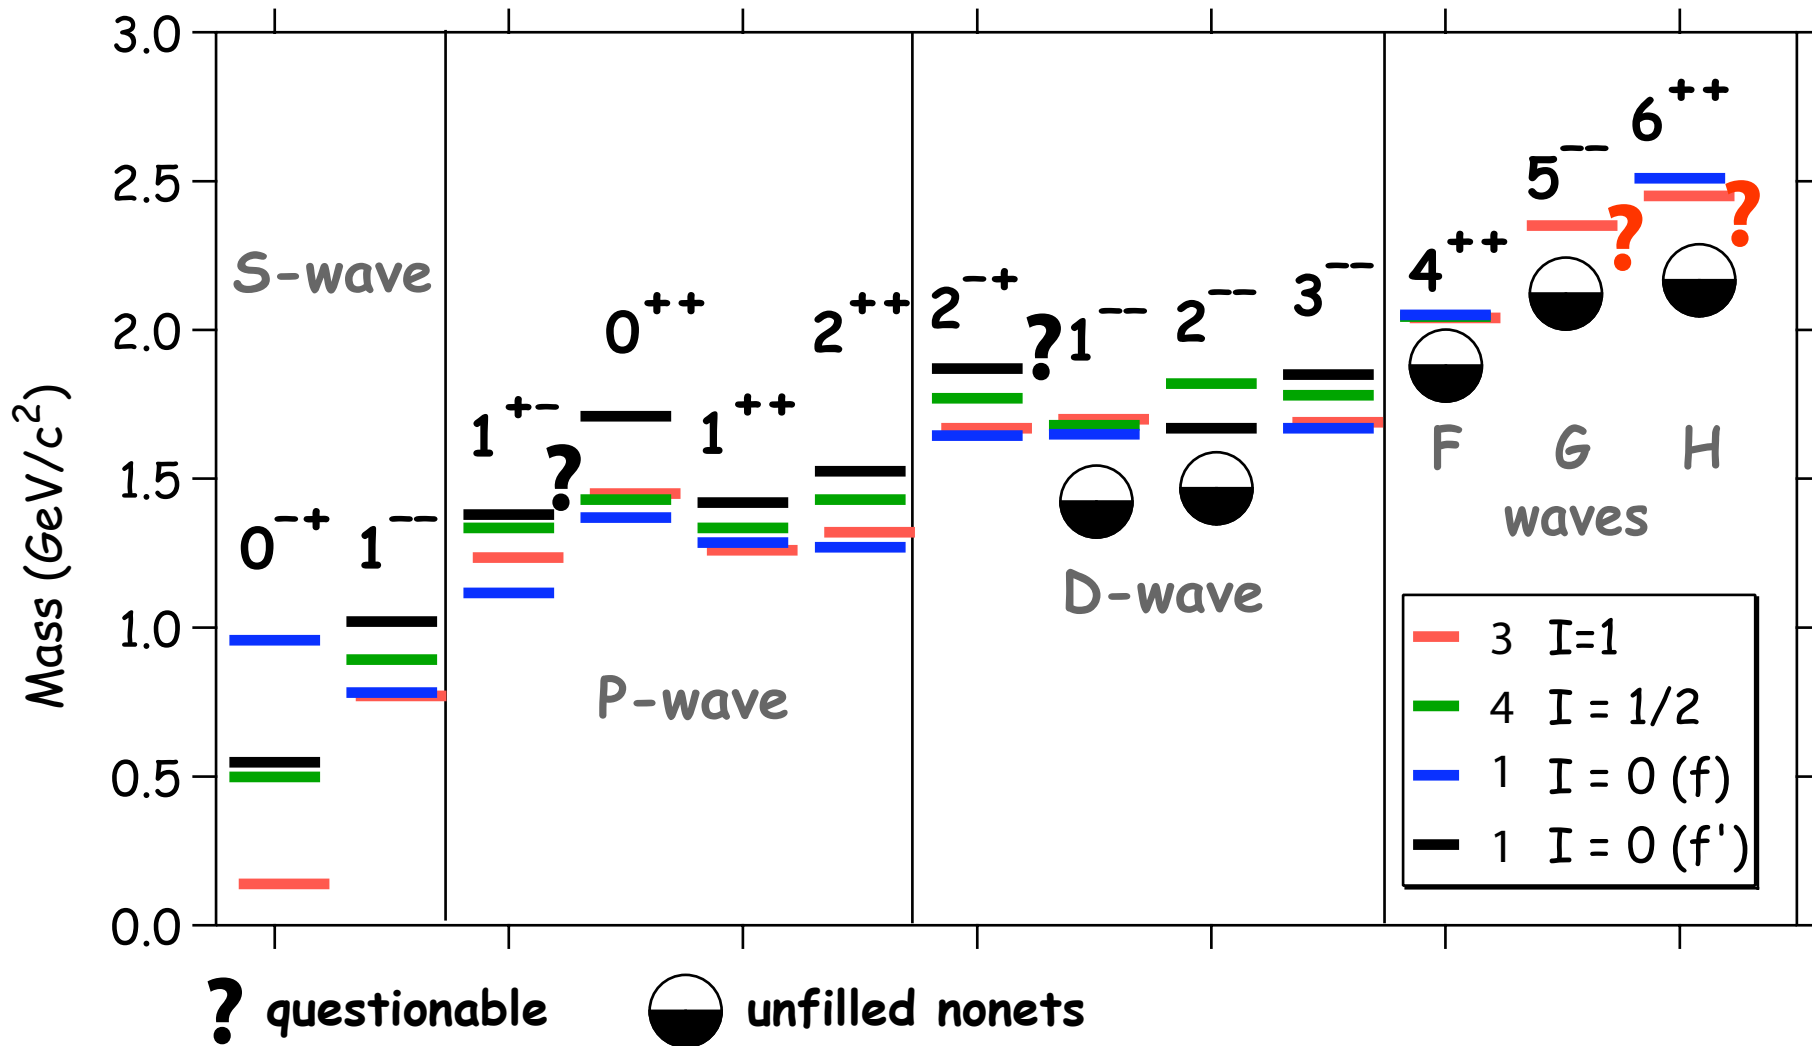 3.0
2.5
2.0
1.5
1.0
0.5
0.0
Mass (GeV/c²)
S-wave
0⁻⁺
1⁻⁻
P-wave
1⁺⁻
?
0⁺⁺
1⁺⁺
2⁺⁺
D-wave
2⁻⁺
?
1⁻⁻
2⁻⁻
3⁻⁻
4⁺⁺
5⁻⁻
?
6⁺⁺
?
F G H
waves
3 I=1
4 I = 1/2
1 I = 0 (f)
1 I = 0 (f')
? questionable
unfilled nonets